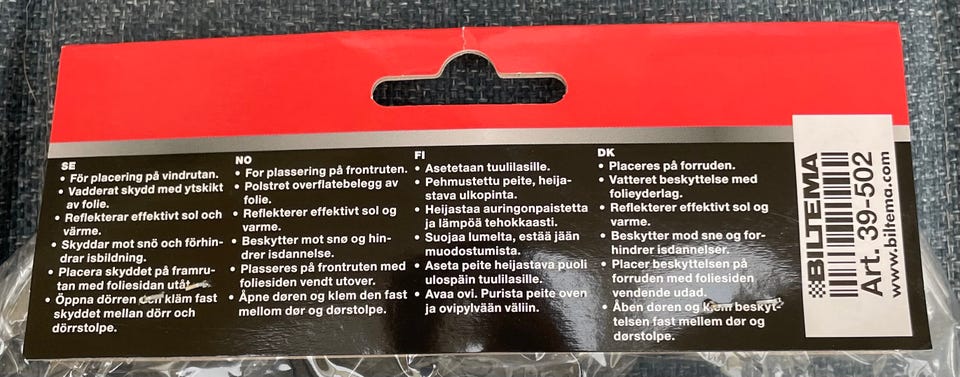 SE
• För placering på vindrutan.
• Vadderat skydd med ytskikt
av folie.
• Reflekterar effektivt sol och
värme.
• Skyddar mot snö och förhin-
drar isbildning.
• Placera skyddet på framru-
tan med foliesidan utåt.
• Öppna dörren och kläm fast
skyddet mellan dörr och
dörrstolpe.
NO
• For plassering på frontruten.
• Polstret overflatebelegg av
folie.
• Reflekterer effektivt sol og
varme.
• Beskytter mot snø og hin-
drer isdannelse.
• Plasseres på frontruten med
foliesiden vendt utover.
• Åpne døren og klem den fast
mellom dør og dørstolpe.
FI
• Asetetaan tuulilasille.
• Pehmustettu peite, heija-
stava ulkopinta.
• Heijastaa auringonpaistetta
ja lämpöä tehokkaasti.
• Suojaa lumelta, estää jään
muodostumista.
• Aseta peite heijastava puoli
ulospäin tuulilasille.
• Avaa ovi. Purista peite oven
ja ovipylvään väliin.
DK
• Placeres på forruden.
• Vatteret beskyttelse med
folieyderlag.
• Reflekterer effektivt sol og
varme.
• Beskytter mod sne og for-
hindrer isdannelser.
• Placer beskyttelsen på
forruden med foliesiden
vendende udad.
• Åben døren og klem beskyt-
telsen fast mellem dør og
dørstolpe.
BILTEMA
Art. 39-502
www.biltema.com